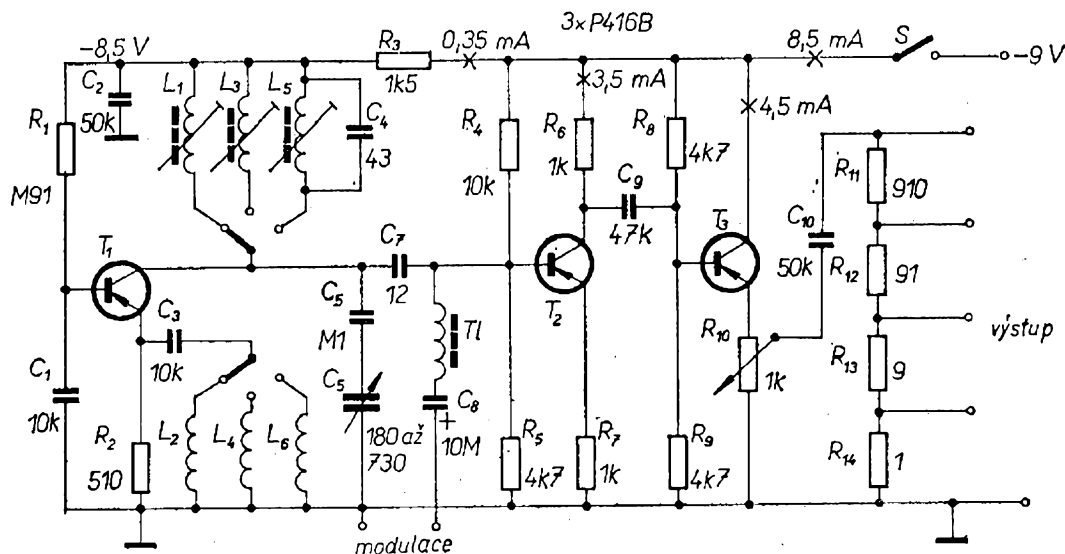 3xP416B
-8,5 V
R3
1k5
0,35 mA
8,5 mA
S
-9 V
C2
50k
L1
L3
L5
C4
43
3,5 mA
4,5 mA
R1
M91
R4
10k
R6
1k
R8
4k7
C9
47k
R11
910
C10
50k
R12
91
T1
C7
12
T2
T3
C3
10k
C5
M1
Tl
R10
1k
R13
9
výstup
C1
10k
C5
180 až
730
C8
+
10M
R2
510
L2
L4
L6
R5
4k7
R7
1k
R9
4k7
R14
1
modulace